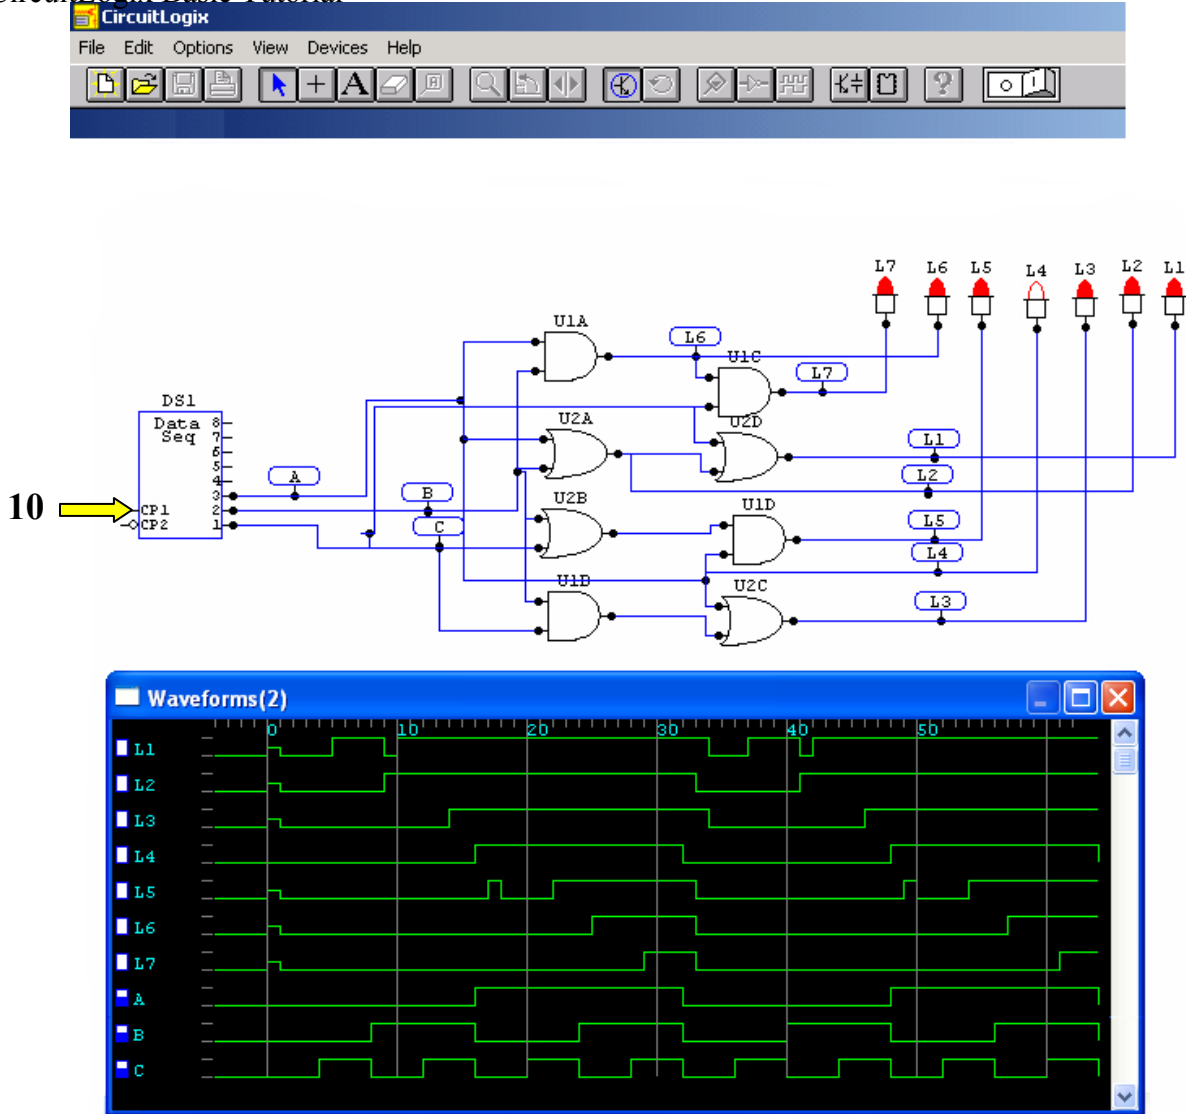 CircuitLogix
File Edit Options View Devices Help
L7 L6 L5 L4 L3 L2 L1
U1A
L6
U1C
L7
DS1
Data
Seq
8
7
6
5
4
3
2
1
CP1
CP2
10
A
B
C
U2A
U2D
L1
L2
U2B
U1D
L5
L4
U1B
U2C
L3
Waveforms(2)
0 10 20 30 40 50
L1
L2
L3
L4
L5
L6
L7
A
B
C